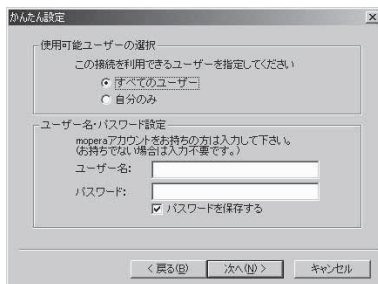 かんたん設定
使用可能ユーザーの選択
この接続を利用できるユーザーを指定してください
すべてのユーザー
自分のみ
ユーザー名・パスワード設定
moperaアカウントをお持ちの方は入力して下さい。
(お持ちでない場合は入力不要です。)
ユーザー名:
パスワード:
パスワードを保存する
< 戻る(B)
次へ(N) >
キャンセル